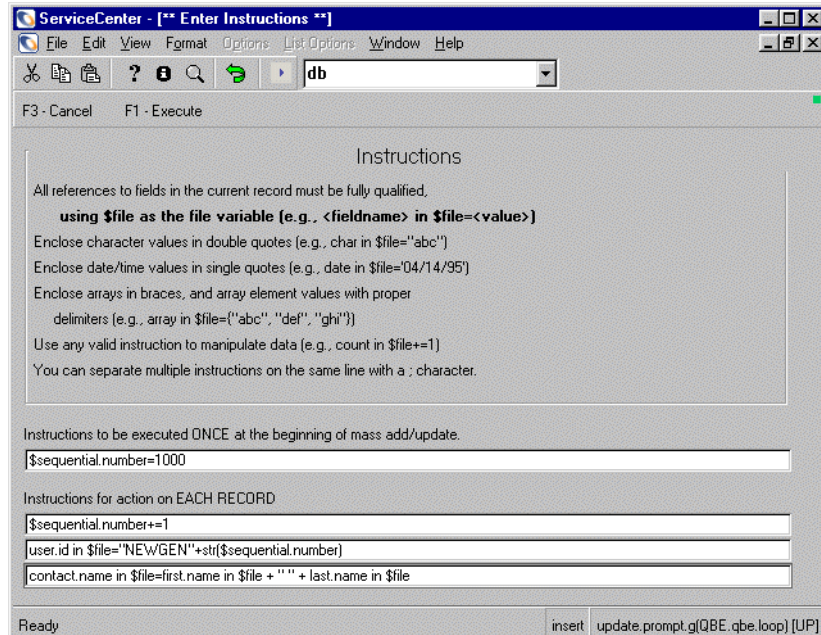 ServiceCenter - [** Enter Instructions **]
File Edit View Format Options List Options Window Help
db
F3 - Cancel F1 - Execute
Instructions
All references to fields in the current record must be fully qualified,
using $file as the file variable (e.g., <fieldname> in $file=<value>)
Enclose character values in double quotes (e.g., char in $file="abc")
Enclose date/time values in single quotes (e.g., date in $file='04/14/95')
Enclose arrays in braces, and array element values with proper
delimiters (e.g., array in $file={"abc", "def", "ghi"})
Use any valid instruction to manipulate data (e.g., count in $file+=1)
You can separate multiple instructions on the same line with a ; character.
Instructions to be executed ONCE at the beginning of mass add/update.
$sequential.number=1000
Instructions for action on EACH RECORD
$sequential.number+=1
user.id in $file="NEWGEN"+str($sequential.number)
contact.name in $file=first.name in $file + " " + last.name in $file
Ready insert update.prompt.g(QBE.qbe.loop) [UP]